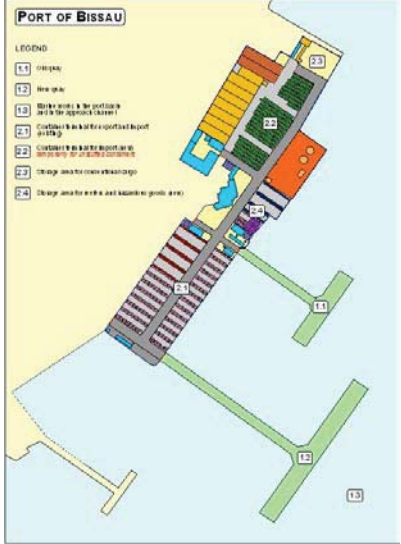 PORT OF BISSAU
LEGEND
1.1 Old quay
1.2 New quay
1.3 Marine works in the port basin
and in the approach channel
2.1 Container terminal for export and import
(existing)
2.2 Container terminal for import (new)
2.3 Storage area for conventional cargo
2.4 Storage area for and hazardous goods (new)
2.3
2.2
2.4
2.1
1.1
1.2
1.3